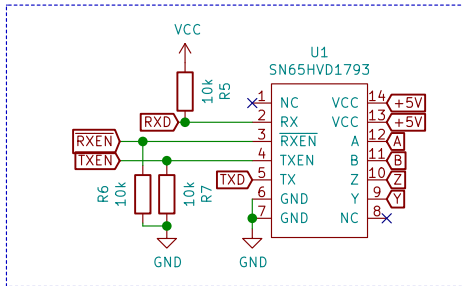 VCC
U1
SN65HVD1793
10k
R5
1
NC
VCC
14
+5V
RXD
2
RX
VCC
13
+5V
RXEN
3
RXEN
A
12
A
TXEN
4
TXEN
B
11
B
TXD
5
TX
Z
10
Z
R6
10k
10k
R7
6
GND
Y
9
Y
7
GND
NC
8
GND
GND